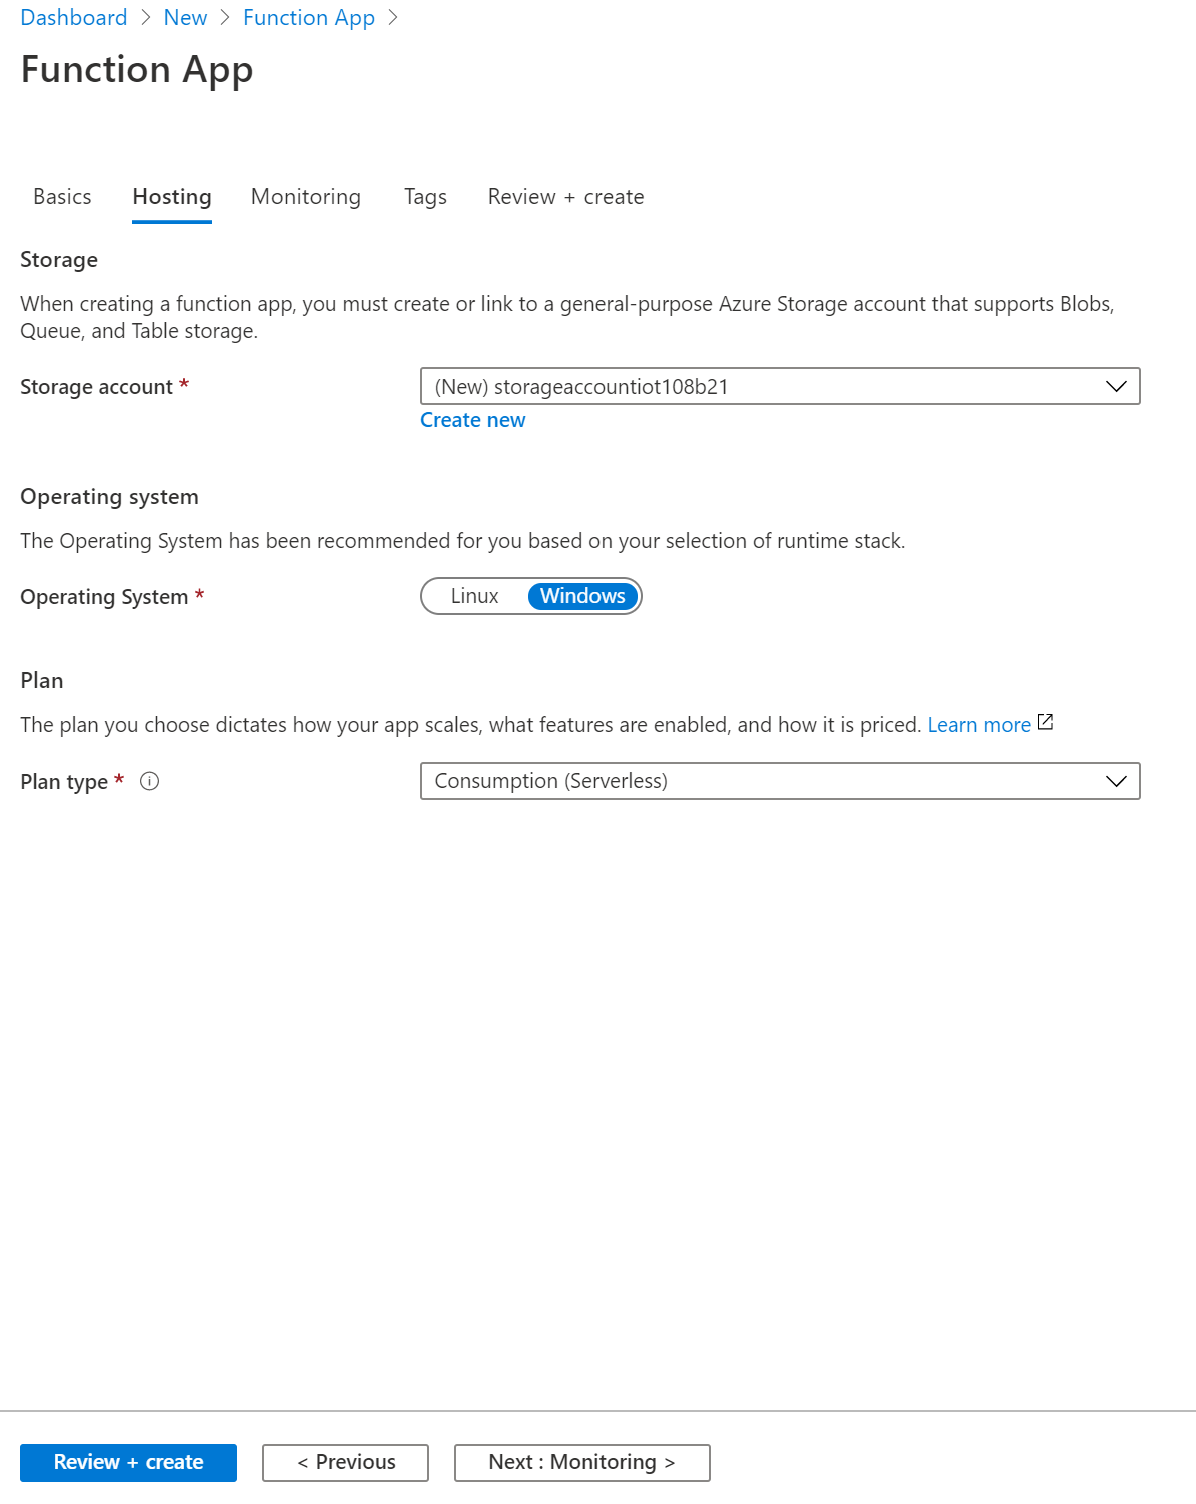 Dashboard > New > Function App >
Function App
Basics Hosting Monitoring Tags Review + create
Storage
When creating a function app, you must create or link to a general-purpose Azure Storage account that supports Blobs,
Queue, and Table storage.
Storage account * (New) storageaccountiot108b21
Create new
Operating system
The Operating System has been recommended for you based on your selection of runtime stack.
Operating System * Linux Windows
Plan
The plan you choose dictates how your app scales, what features are enabled, and how it is priced. Learn more
Plan type * Consumption (Serverless)
Review + create < Previous Next : Monitoring >